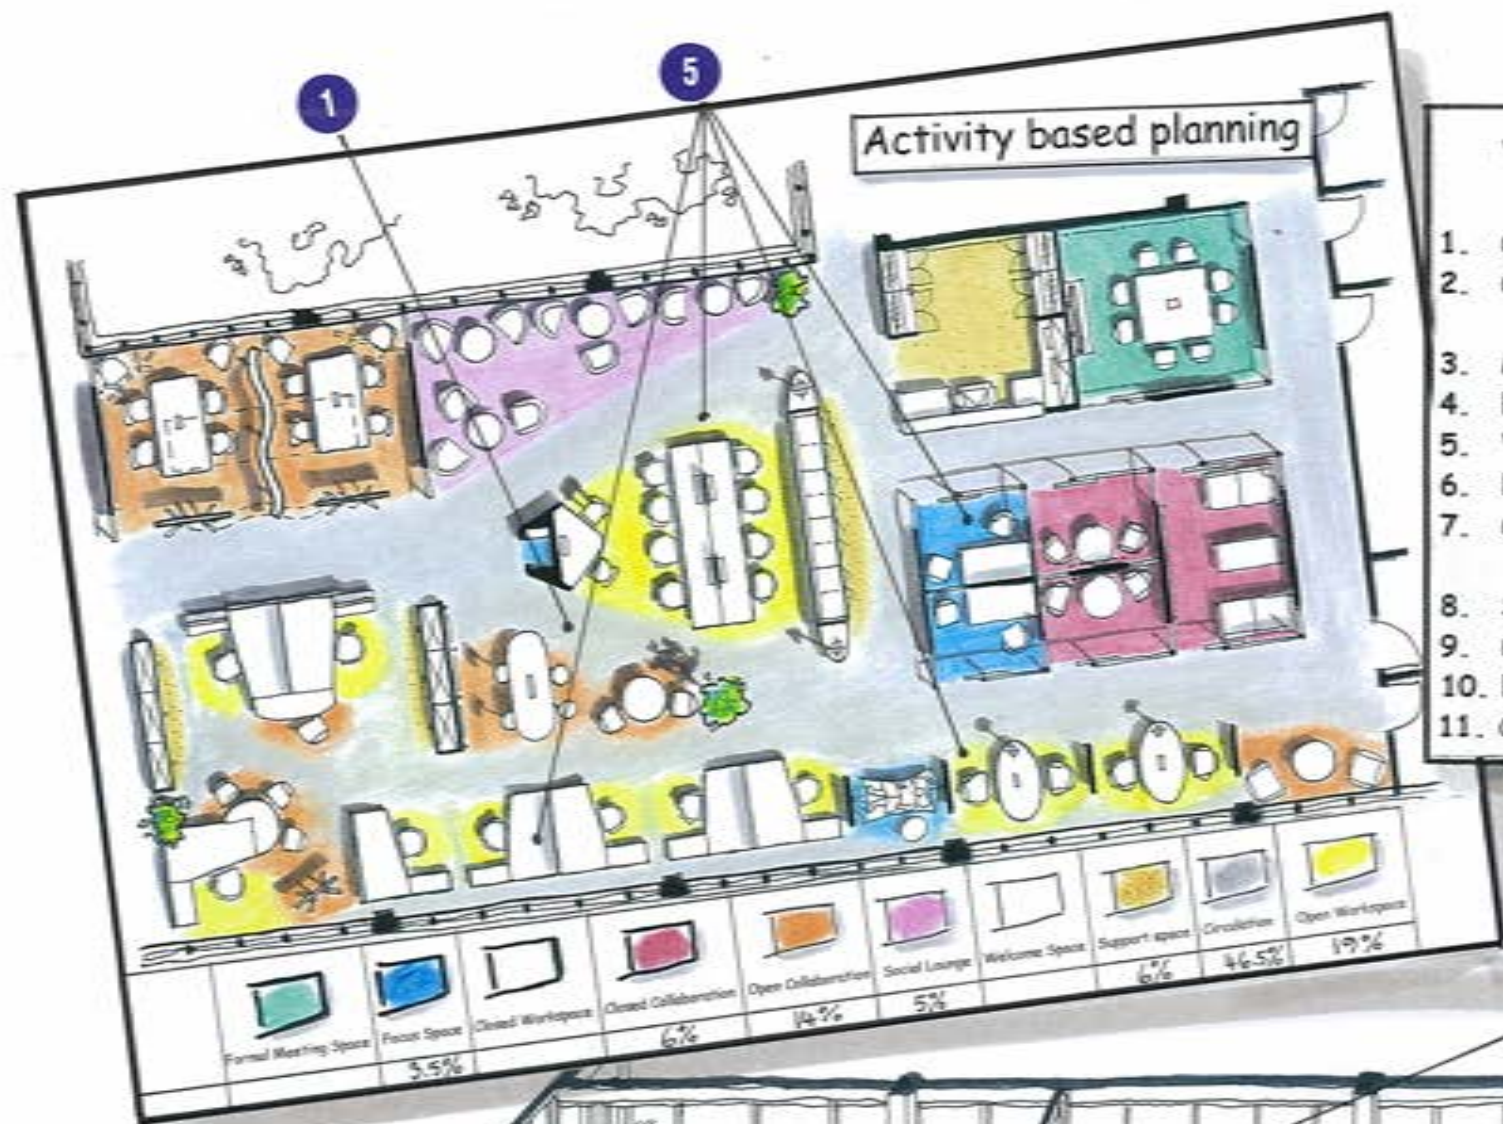 1
5
Activity based planning
1.
2.
3.
4.
5.
6.
7.
8.
9.
10.
11.
Formal Meeting Space
Focus Space
Closed Workspace
Closed Collaboration
Open Collaboration
Social Lounge
Welcome Space
Support space
Circulation
Open Workspace
3.5%
6%
14%
5%
6%
46.5%
19%